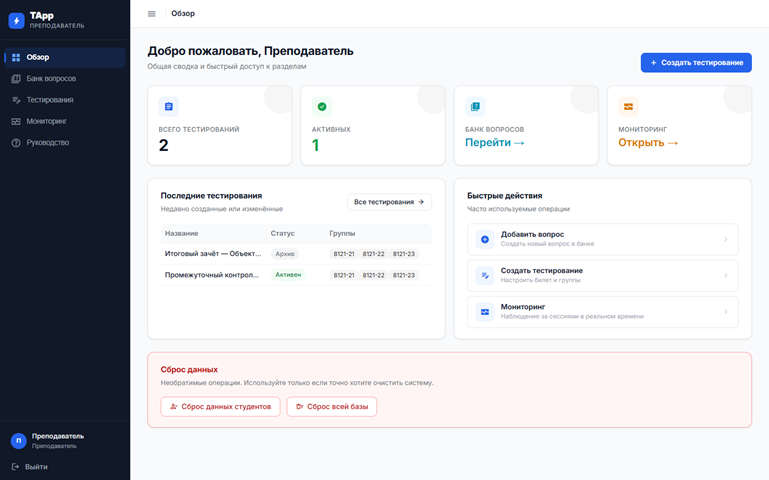 TApp
ПРЕПОДАВАТЕЛЬ
Обзор
Банк вопросов
Тестирования
Мониторинг
Руководство
П
Преподаватель
Преподаватель
Выйти
Обзор
Добро пожаловать, Преподаватель
Общая сводка и быстрый доступ к разделам
+ Создать тестирование
ВСЕГО ТЕСТИРОВАНИЙ
2
АКТИВНЫХ
1
БАНК ВОПРОСОВ
Перейти →
МОНИТОРИНГ
Открыть →
Последние тестирования
Недавно созданные или изменённые
Все тестирования →
Название Статус Группы
Итоговый зачёт — Объект... Архив 8121-21 8121-22 8121-23
Промежуточный контрол... Активен 8121-21 8121-22 8121-23
Быстрые действия
Часто используемые операции
Добавить вопрос
Создать новый вопрос в банке
Создать тестирование
Настроить билет и группы
Мониторинг
Наблюдение за сессиями в реальном времени
Сброс данных
Необратимые операции. Используйте только если точно хотите очистить систему.
Сброс данных студентов
Сброс всей базы